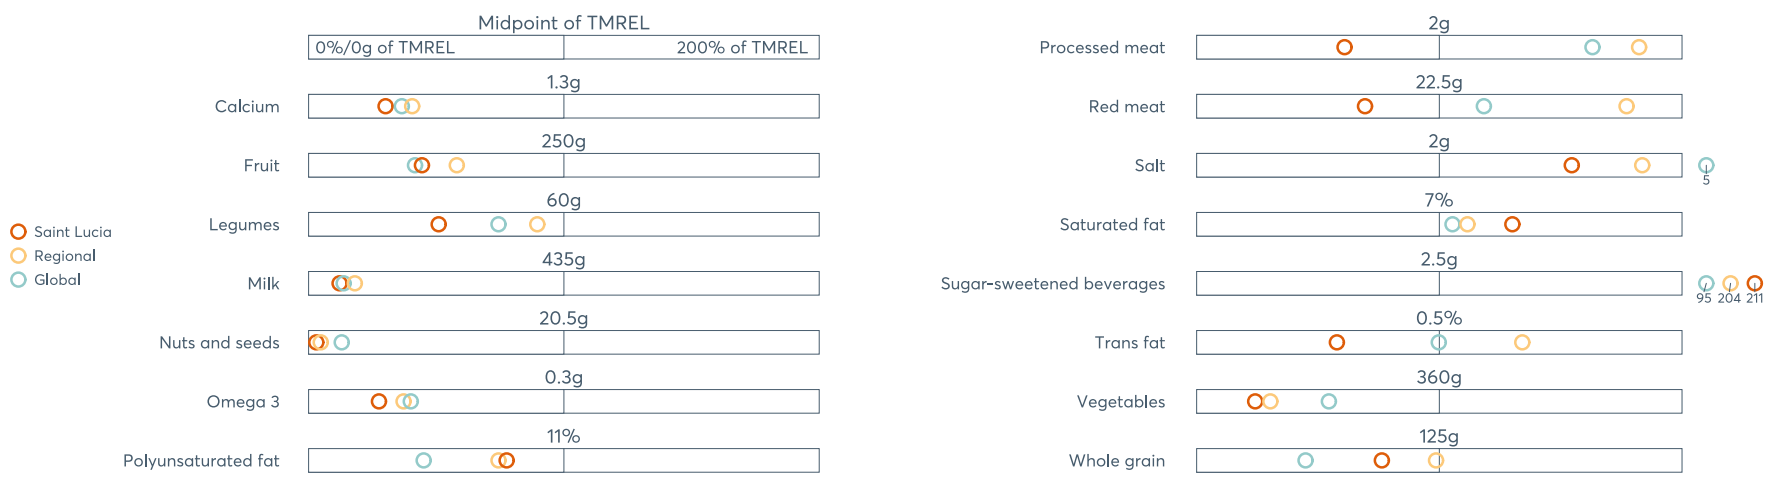 Midpoint of TMREL
0%/0g of TMREL 200% of TMREL
Calcium 1.3g
Fruit 250g
Legumes 60g
Milk 435g
Nuts and seeds 20.5g
Omega 3 0.3g
Polyunsaturated fat 11%
Saint Lucia
Regional
Global
Processed meat 2g
Red meat 22.5g
Salt 2g
5
Saturated fat 7%
Sugar-sweetened beverages 2.5g
95 204 211
Trans fat 0.5%
Vegetables 360g
Whole grain 125g